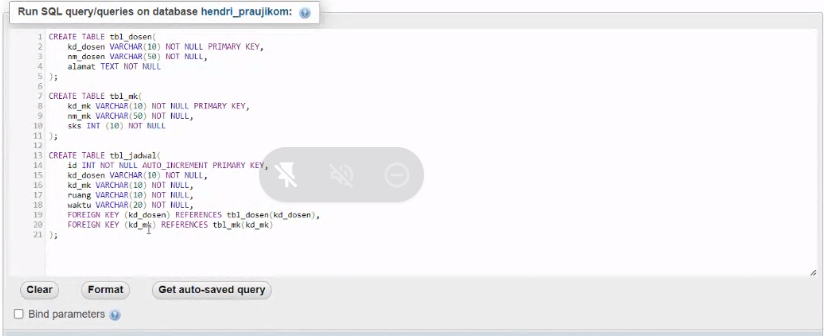 Run SQL query/queries on database hendri_praujikom:
1 CREATE TABLE tbl_dosen(
2 kd_dosen VARCHAR(10) NOT NULL PRIMARY KEY,
3 nm_dosen VARCHAR(50) NOT NULL,
4 alamat TEXT NOT NULL
5 );
6
7 CREATE TABLE tbl_mk(
8 kd_mk VARCHAR(10) NOT NULL PRIMARY KEY,
9 nm_mk VARCHAR(50) NOT NULL,
10 sks INT (10) NOT NULL
11 );
12
13 CREATE TABLE tbl_jadwal(
14 id INT NOT NULL AUTO_INCREMENT PRIMARY KEY,
15 kd_dosen VARCHAR(10) NOT NULL,
16 kd_mk VARCHAR(10) NOT NULL,
17 ruang VARCHAR(10) NOT NULL,
18 waktu VARCHAR(20) NOT NULL,
19 FOREIGN KEY (kd_dosen) REFERENCES tbl_dosen(kd_dosen),
20 FOREIGN KEY (kd_mk) REFERENCES tbl_mk(kd_mk)
21 );
Clear Format Get auto-saved query
Bind parameters